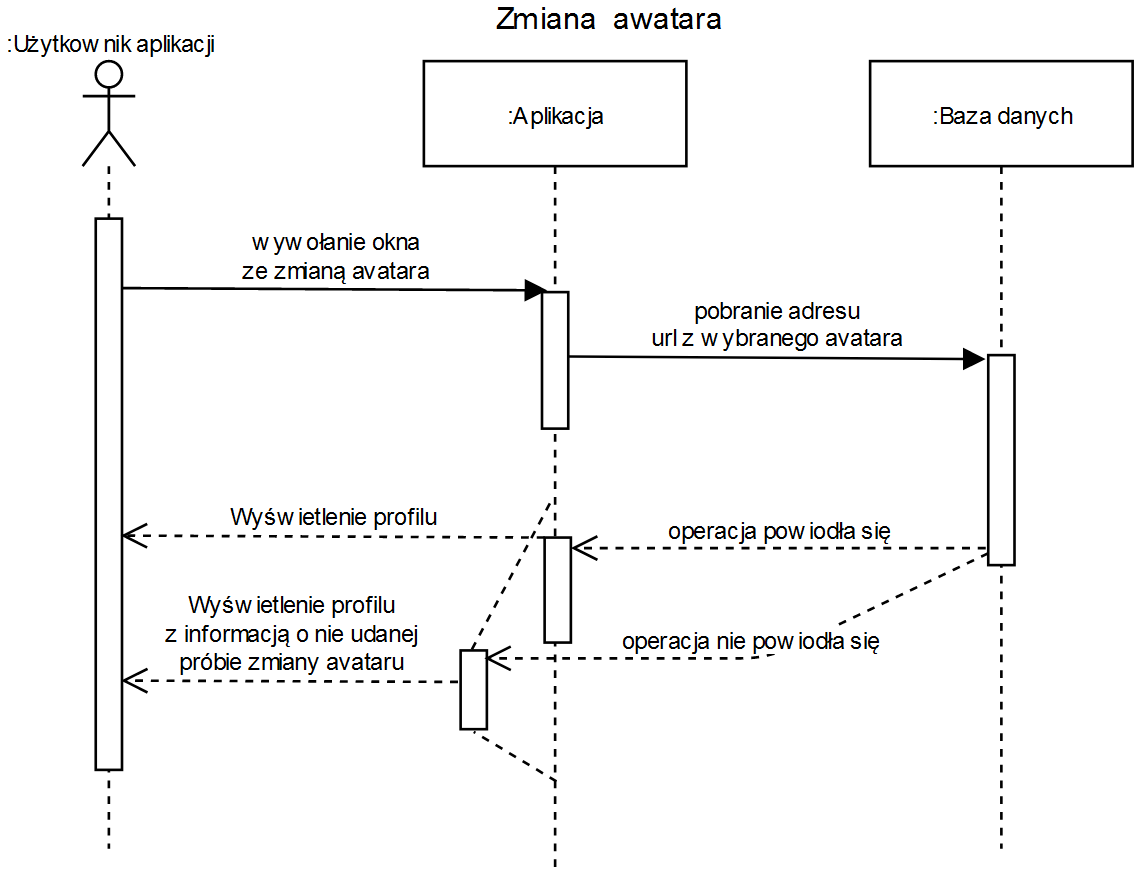 Zmiana awatara
:Użytkownik aplikacji
:Aplikacja
:Baza danych
wywołanie okna
ze zmianą avatara
pobranie adresu
url z wybranego avatara
Wyświetlenie profilu
operacja powiodła się
Wyświetlenie profilu
z informacją o nie udanej
próbie zmiany avataru
operacja nie powiodła się